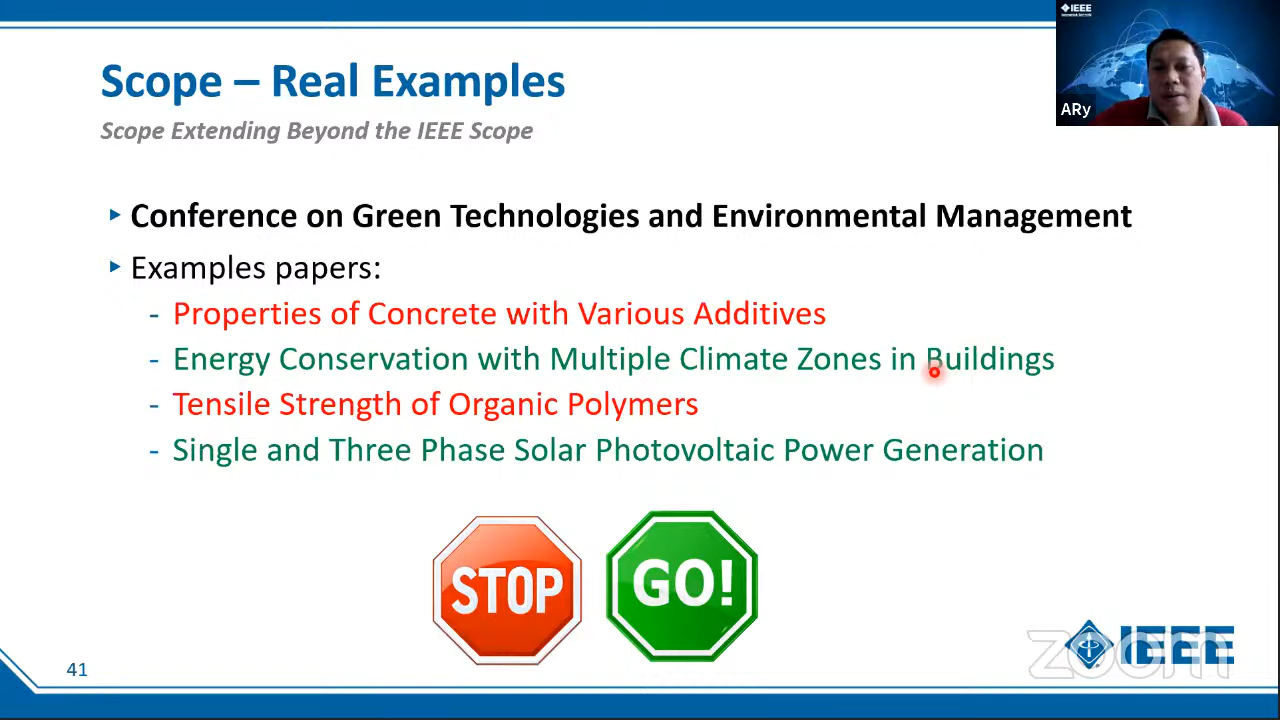 Scope – Real Examples
Scope Extending Beyond the IEEE Scope
IEEE
ARy
Conference on Green Technologies and Environmental Management
Examples papers:
- Properties of Concrete with Various Additives
- Energy Conservation with Multiple Climate Zones in Buildings
- Tensile Strength of Organic Polymers
- Single and Three Phase Solar Photovoltaic Power Generation
STOP
GO!
zoom
IEEE
41